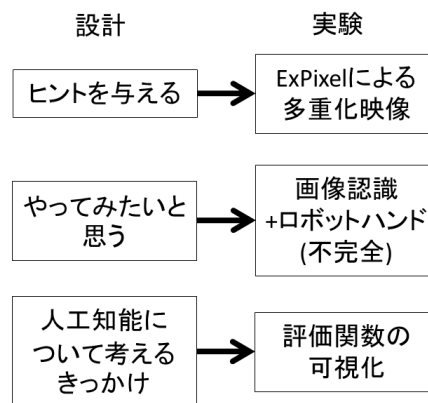 設計
実験
ヒントを与える
ExPixelによる
多重化映像
やってみたいと
思う
画像認識
+ロボットハンド
(不完全)
人工知能に
ついて考える
きっかけ
評価関数の
可視化